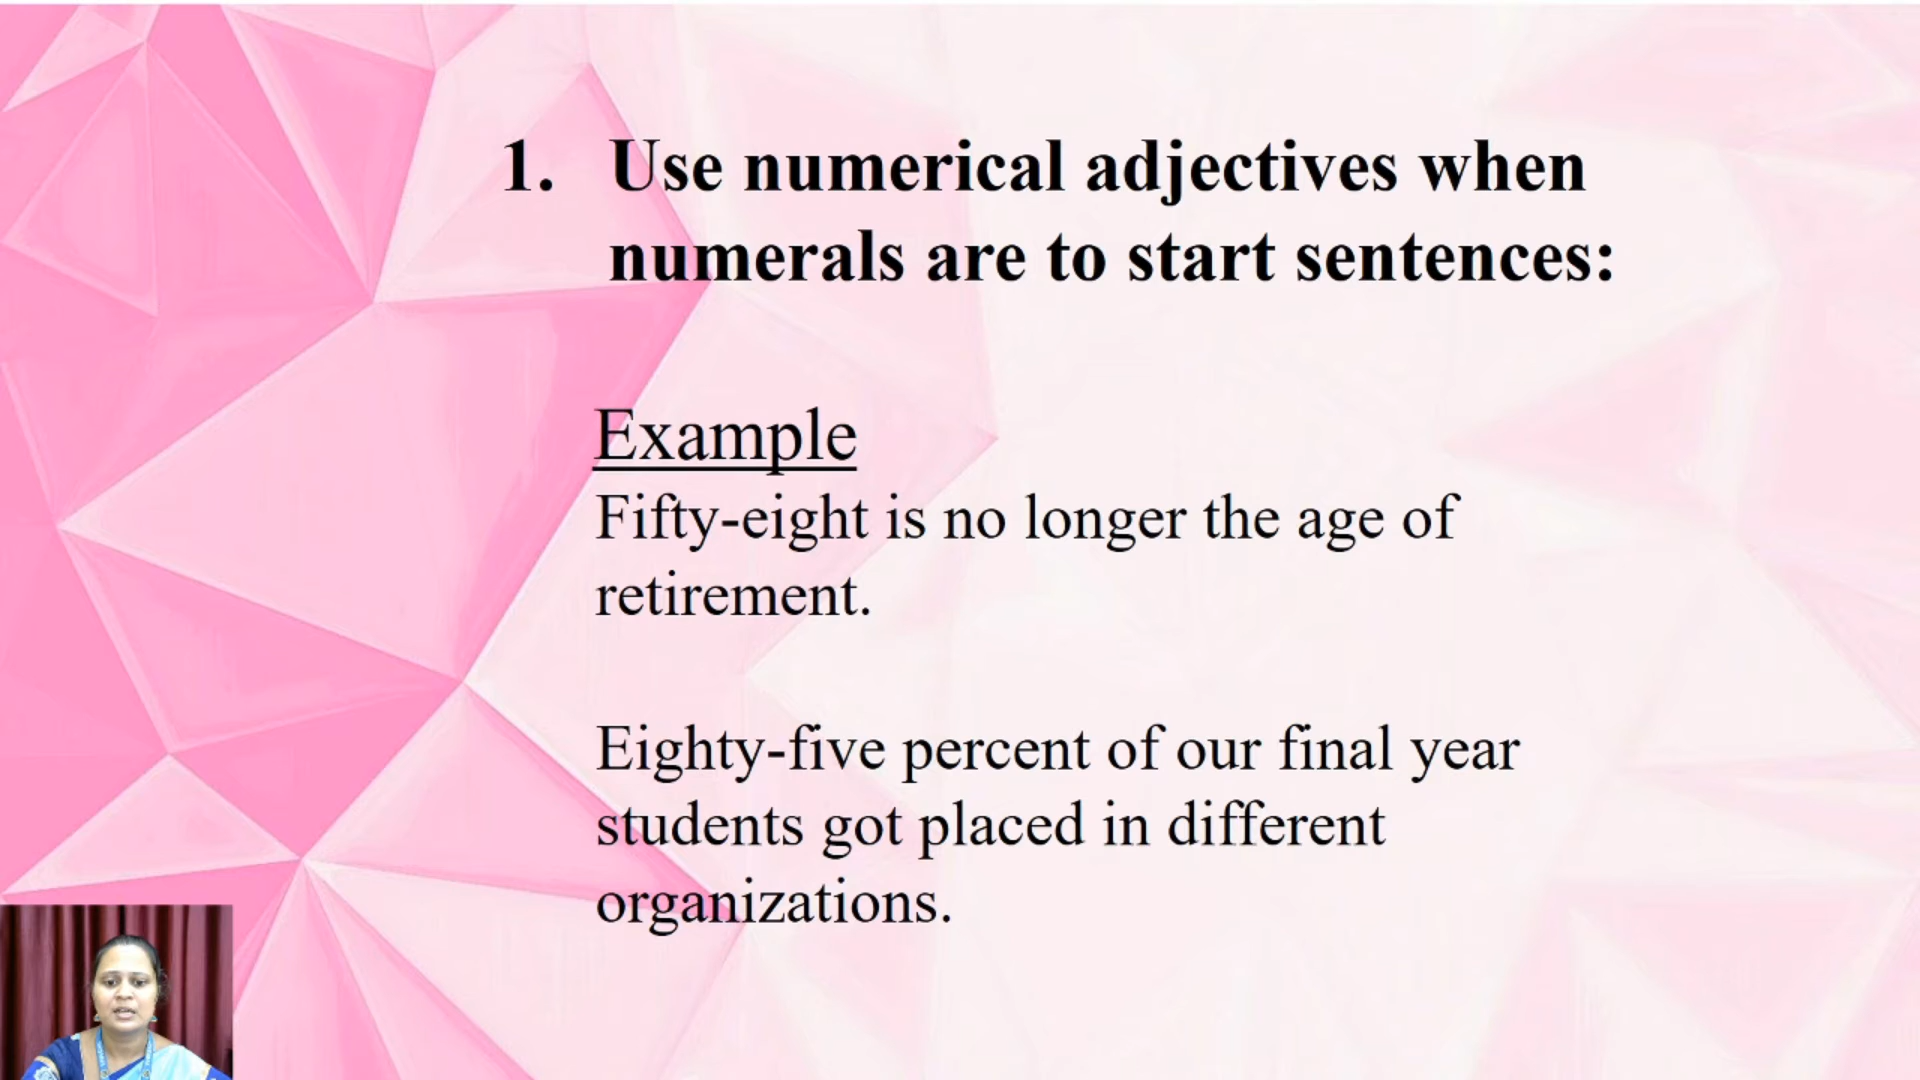 1. Use numerical adjectives when
numerals are to start sentences:
Example
Fifty-eight is no longer the age of
retirement.
Eighty-five percent of our final year
students got placed in different
organizations.